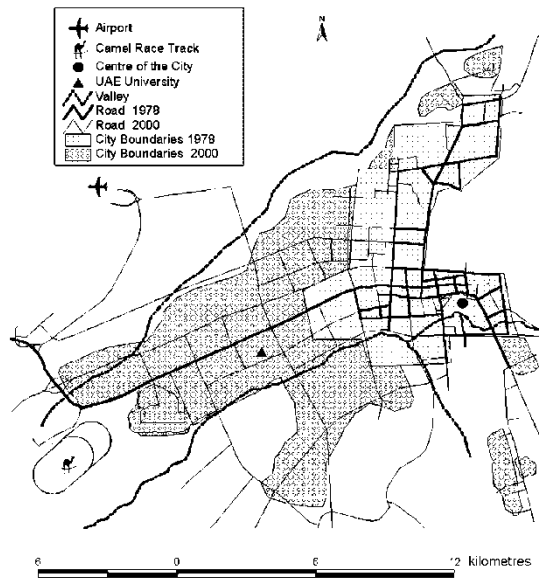 Airport
Camel Race Track
Centre of the City
UAE University
Valley
Road 1978
Road 2000
City Boundaries 1978
City Boundaries 2000
N
6 0 6 12 kilometres